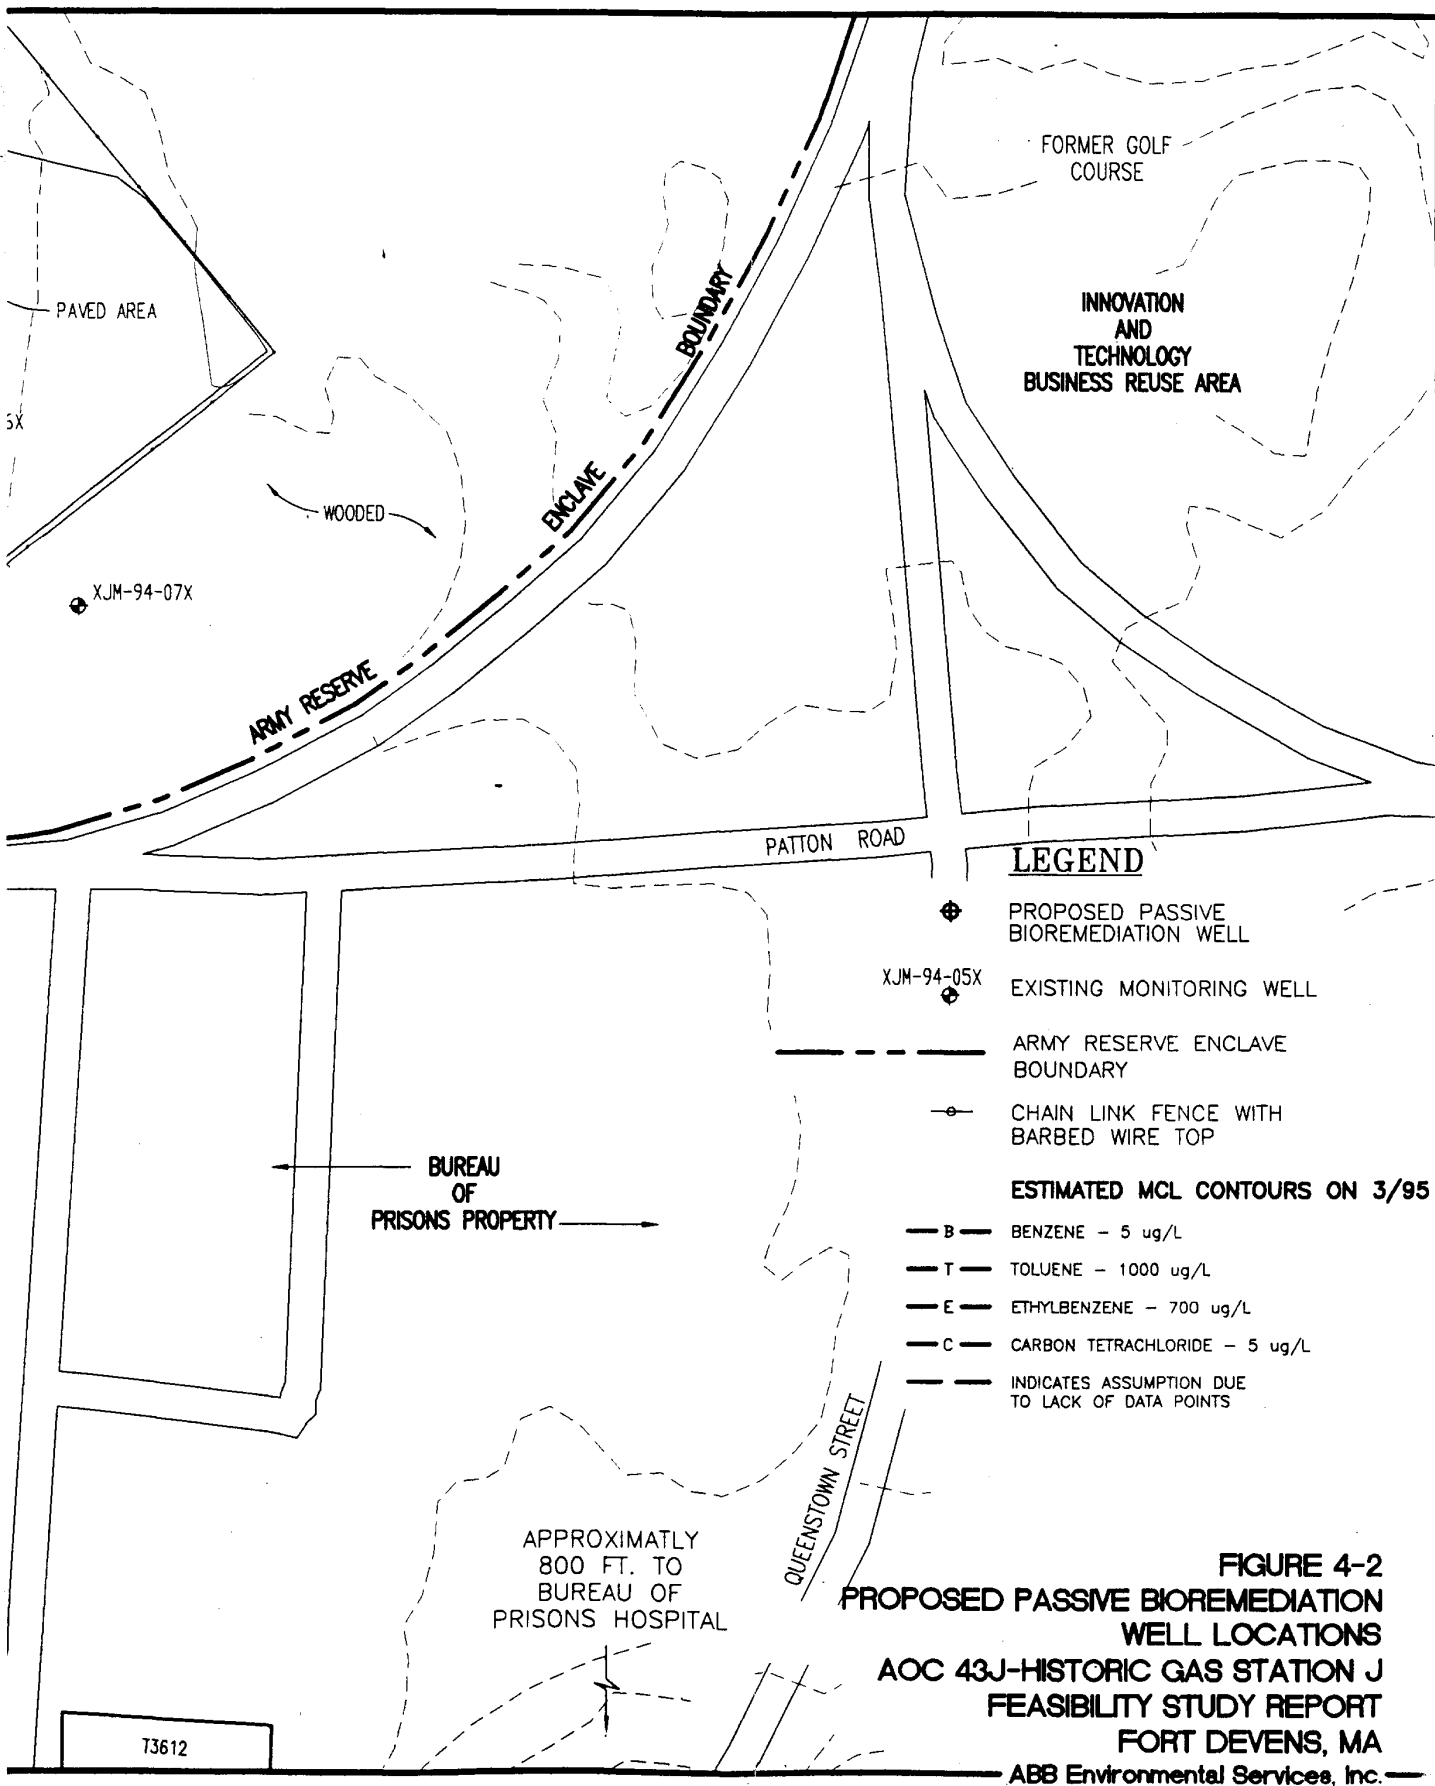 FORMER GOLF
COURSE
PAVED AREA
BOUNDARY
INNOVATION
AND
TECHNOLOGY
BUSINESS REUSE AREA
WOODED
ENCLAVE
XJM-94-07X
ARMY RESERVE
PATTON ROAD
LEGEND
PROPOSED PASSIVE
BIOREMEDIATION WELL
XJM-94-05X
EXISTING MONITORING WELL
ARMY RESERVE ENCLAVE
BOUNDARY
CHAIN LINK FENCE WITH
BARBED WIRE TOP
BUREAU
OF
PRISONS PROPERTY
ESTIMATED MCL CONTOURS ON 3/95
B BENZENE - 5 ug/L
T TOLUENE - 1000 ug/L
E ETHYLBENZENE - 700 ug/L
C CARBON TETRACHLORIDE - 5 ug/L
INDICATES ASSUMPTION DUE
TO LACK OF DATA POINTS
QUEENSTOWN STREET
APPROXIMATLY
800 FT. TO
BUREAU OF
PRISONS HOSPITAL
T3612
FIGURE 4-2
PROPOSED PASSIVE BIOREMEDIATION
WELL LOCATIONS
AOC 43J-HISTORIC GAS STATION J
FEASIBILITY STUDY REPORT
FORT DEVENS, MA
ABB Environmental Services, Inc.